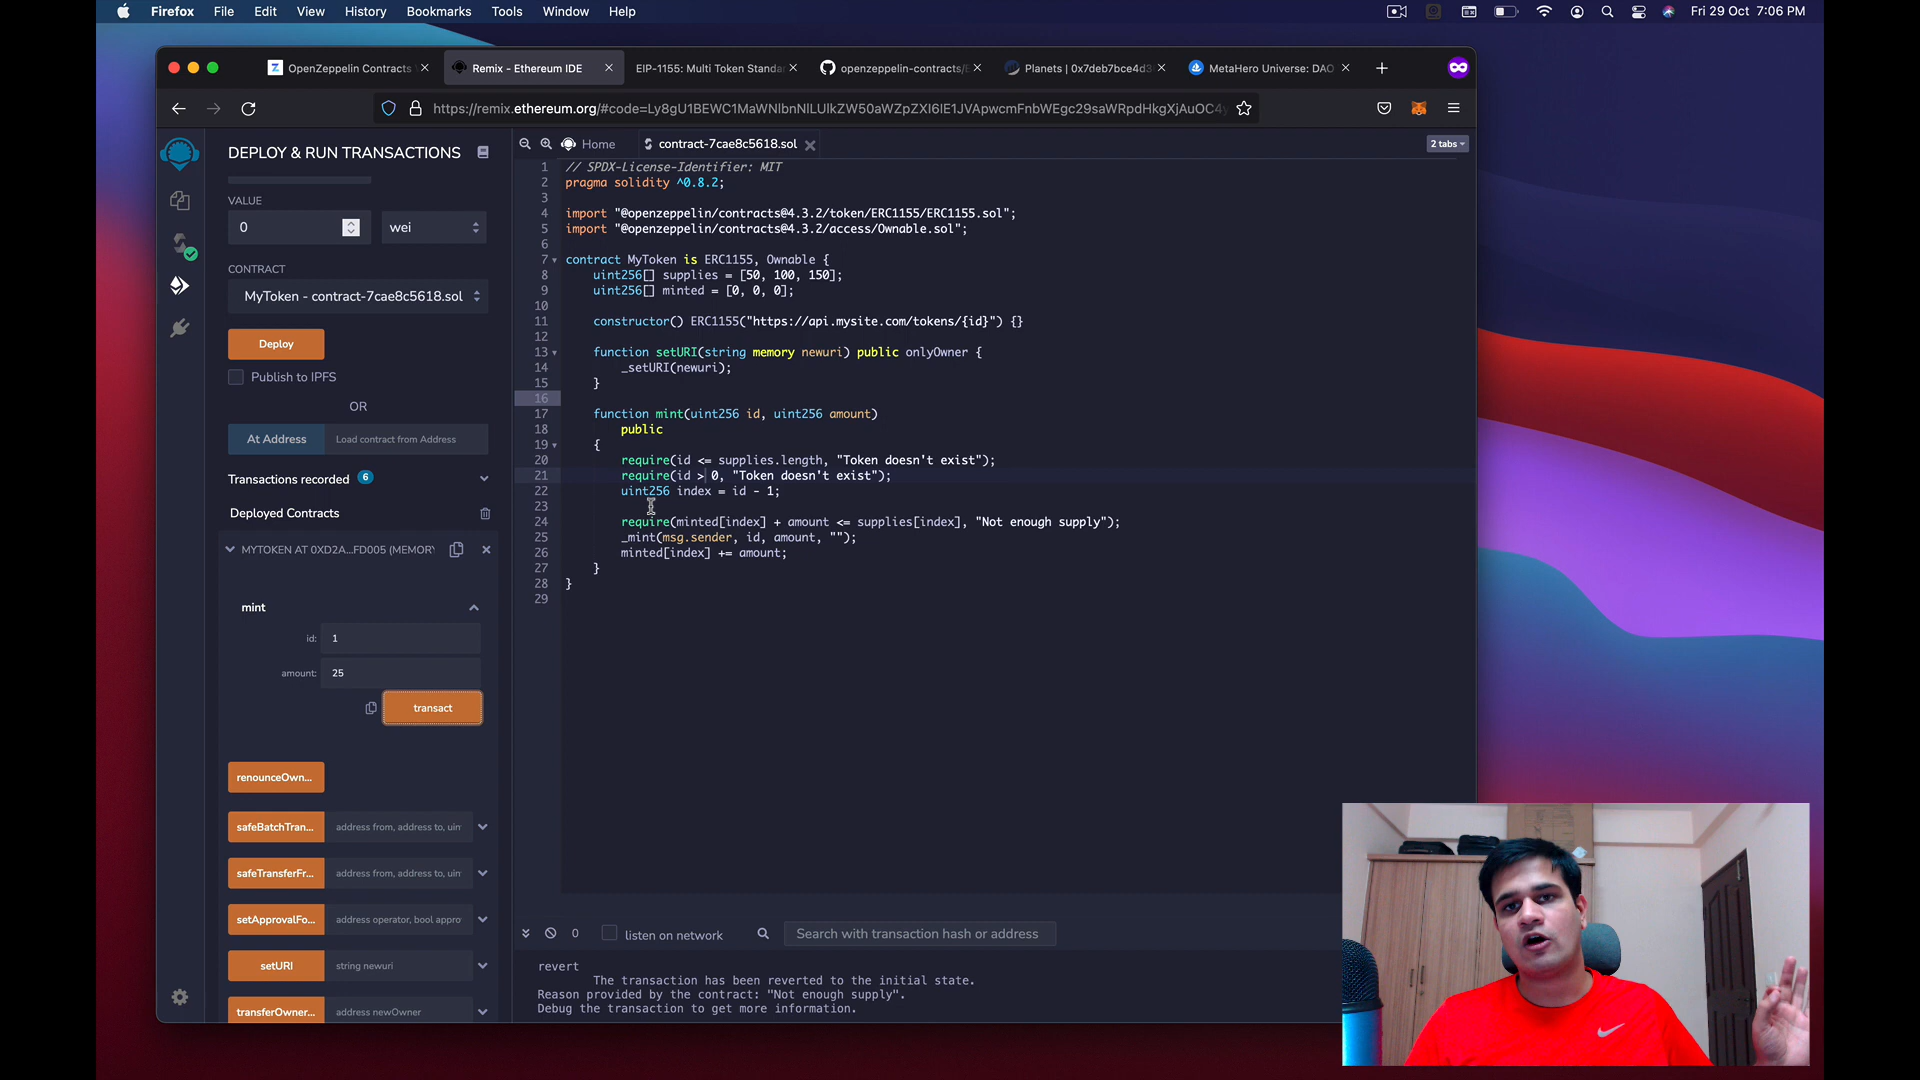 Firefox File Edit View History Bookmarks Tools Window Help
Fri 29 Oct 7:06 PM
OpenZeppelin Contracts
Remix - Ethereum IDE
EIP-1155: Multi Token Standa
openzeppelin-contracts/E
Planets | 0x7deb7bce4d3
MetaHero Universe: DAO
https://remix.ethereum.org/#code=Ly8gU1BEWC1MaWNlbnNlLUlkZW50aWZpZXI6IE1JVApwcmFnbWEgc29saWRpdHkgXjAuOC4y
DEPLOY & RUN TRANSACTIONS
VALUE
0
wei
CONTRACT
MyToken - contract-7cae8c5618.sol
Deploy
Publish to IPFS
OR
At Address
Load contract from Address
Transactions recorded 6
Deployed Contracts
MYTOKEN AT 0XD2A...FD005 (MEMORY
mint
id: 1
amount: 25
transact
renounceOwn...
safeBatchTran...
address from, address to, uin
safeTransferFr...
address from, address to, uin
setApprovalFo...
address operator, bool appro
setURI
string newuri
transferOwner...
address newOwner
Home
contract-7cae8c5618.sol
2 tabs
1 // SPDX-License-Identifier: MIT
2 pragma solidity ^0.8.2;
3
4 import "@openzeppelin/contracts@4.3.2/token/ERC1155/ERC1155.sol";
5 import "@openzeppelin/contracts@4.3.2/access/Ownable.sol";
6
7 contract MyToken is ERC1155, Ownable {
8 uint256[] supplies = [50, 100, 150];
9 uint256[] minted = [0, 0, 0];
10
11 constructor() ERC1155("https://api.mysite.com/tokens/{id}") {}
12
13 function setURI(string memory newuri) public onlyOwner {
14 _setURI(newuri);
15 }
16
17 function mint(uint256 id, uint256 amount)
18 public
19 {
20 require(id <= supplies.length, "Token doesn't exist");
21 require(id > 0, "Token doesn't exist");
22 uint256 index = id - 1;
23
24 require(minted[index] + amount <= supplies[index], "Not enough supply");
25 _mint(msg.sender, id, amount, "");
26 minted[index] += amount;
27 }
28 }
29
0
listen on network
Search with transaction hash or address
revert
The transaction has been reverted to the initial state.
Reason provided by the contract: "Not enough supply".
Debug the transaction to get more information.